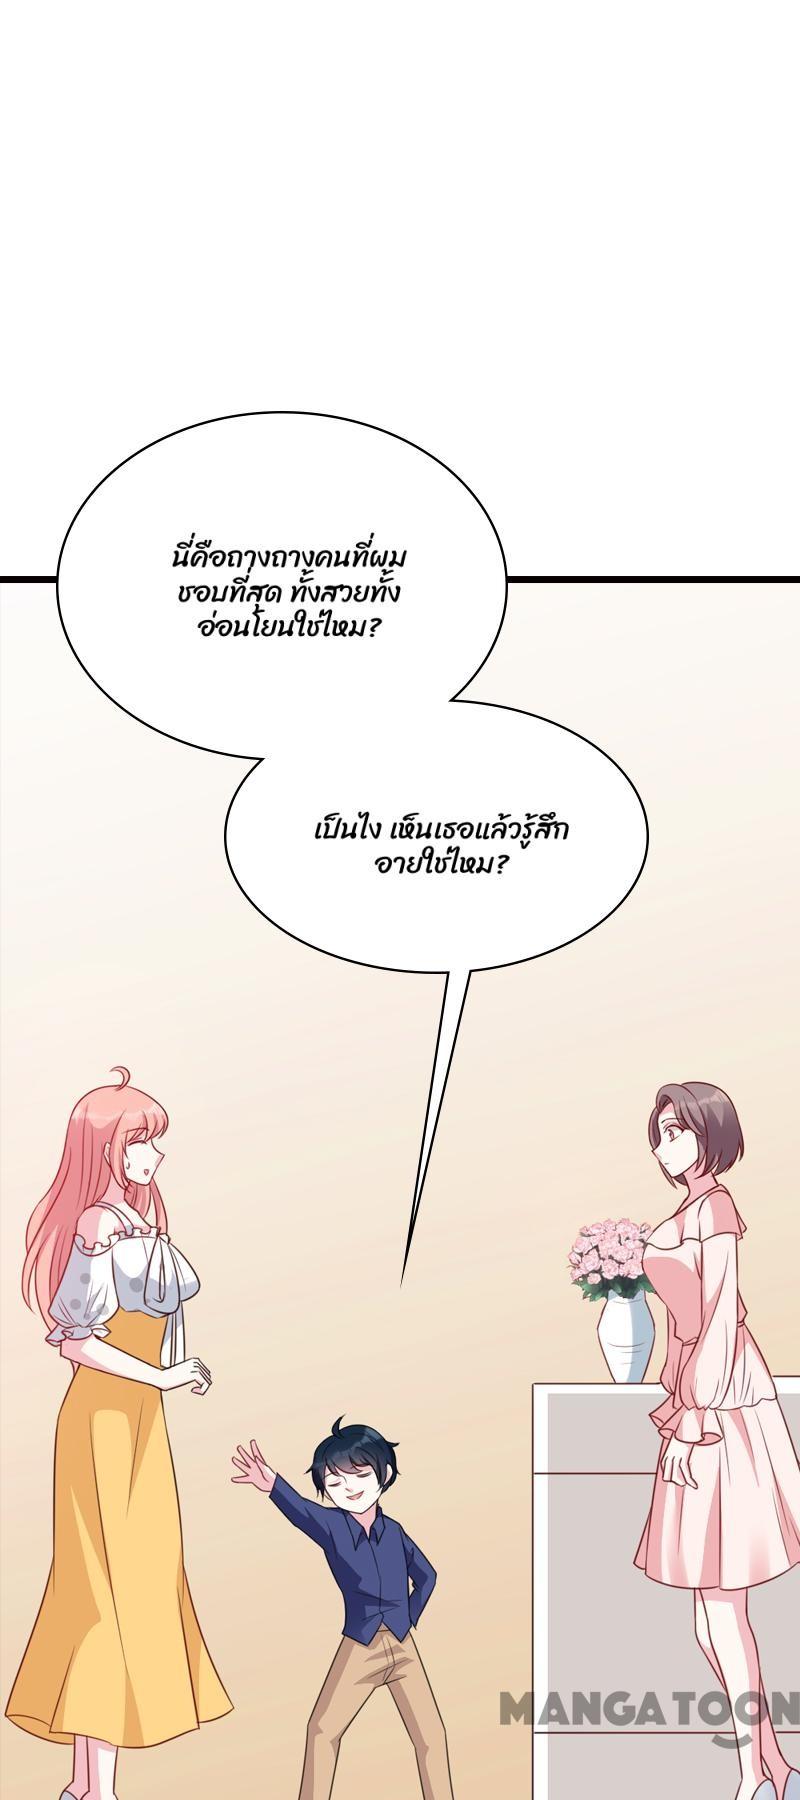 นี่คือถางถางคนที่ผม
ชอบที่สุด ทั้งสวยทั้ง
อ่อนโยนใช่ไหม?
เป็นไง เห็นเธอแล้วรู้สึก
อายใช่ไหม?
MANGATOON